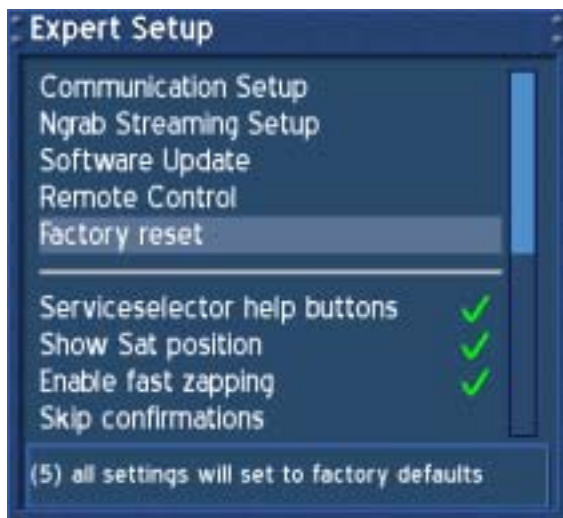 Expert Setup
Communication Setup
Ngrab Streaming Setup
Software Update
Remote Control
Factory reset
Serviceselector help buttons
Show Sat position
Enable fast zapping
Skip confirmations
(5) all settings will set to factory defaults